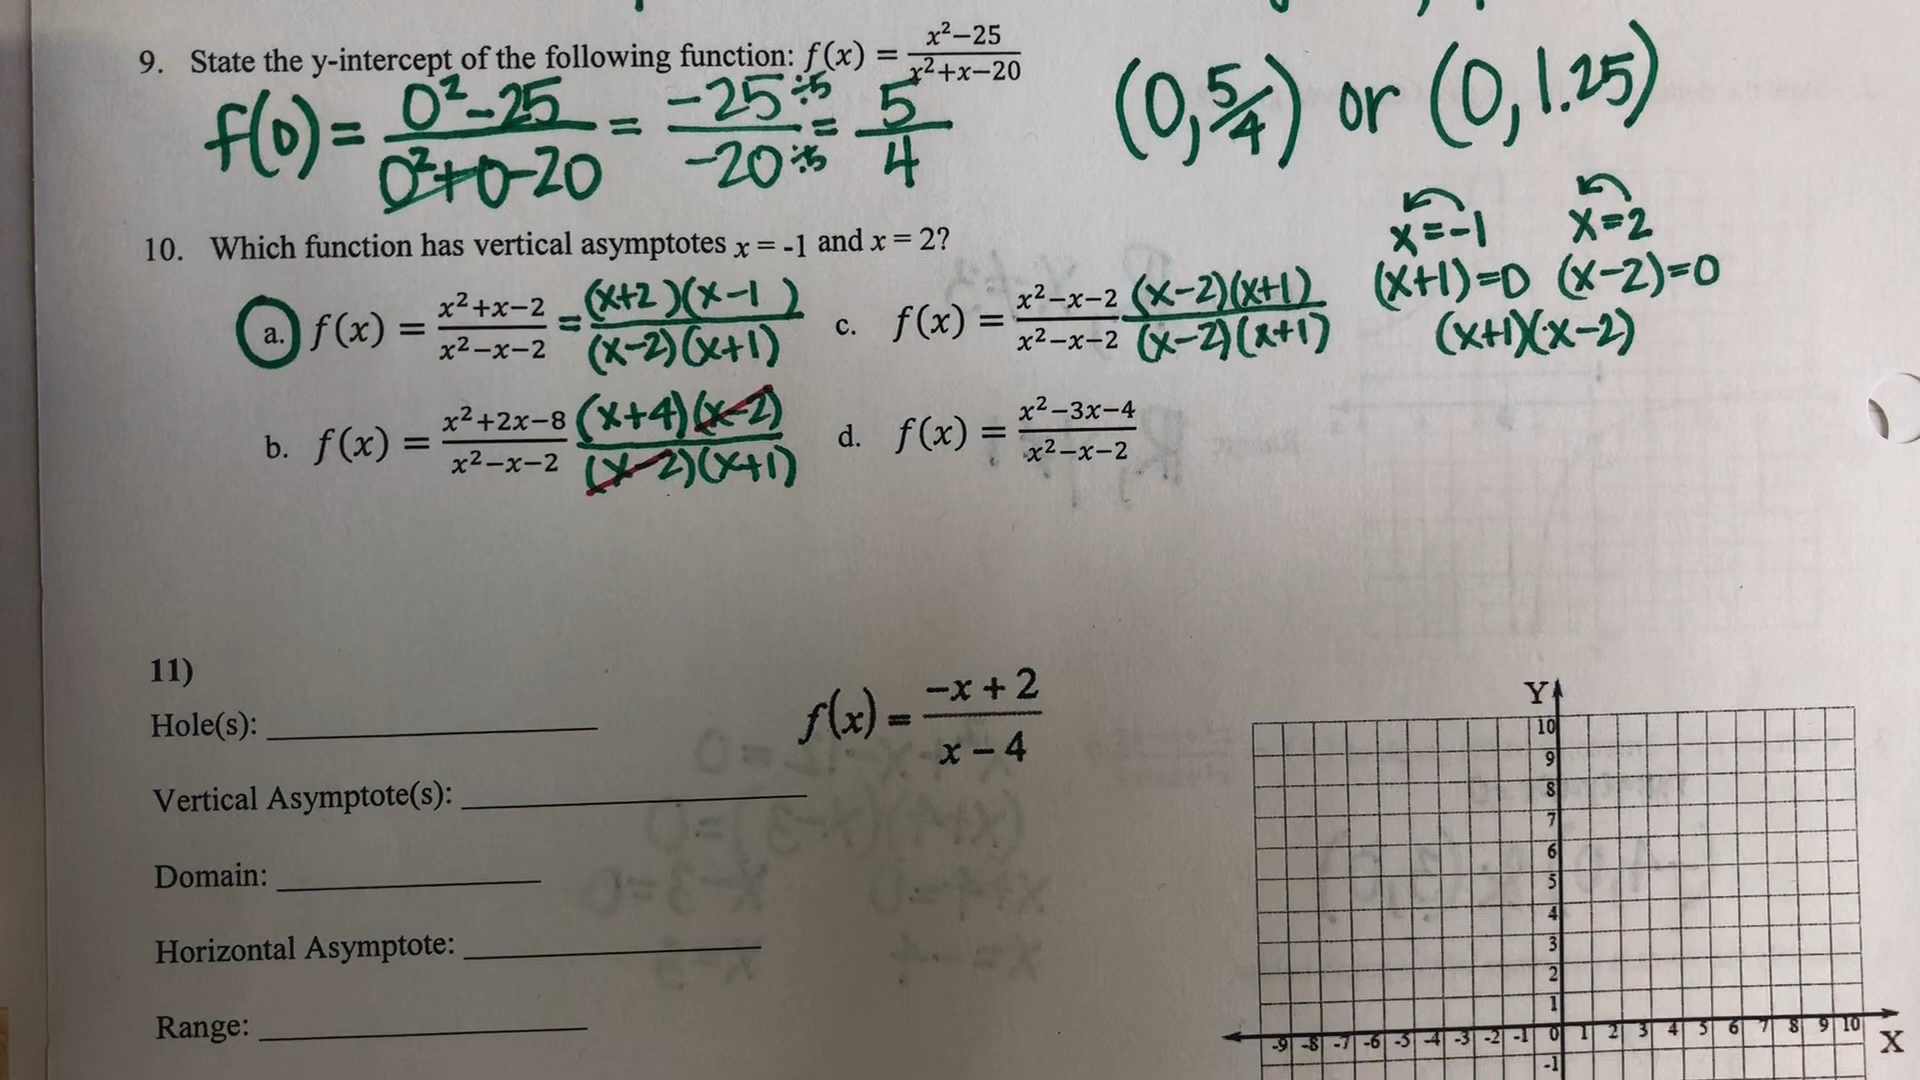 9. State the y-intercept of the following function: f(x) = x²−25 / x²+x−20
f(0) = 0²−25 / 0²+0−20 = −25÷5 / −20÷5 = 5/4
(0, 5/4) or (0, 1.25)
10. Which function has vertical asymptotes x = -1 and x = 2?
x=−1 x=2
(x+1)=0 (x−2)=0
(x+1)(x−2)
a. f(x) = x²+x−2 / x²−x−2 = (x+2)(x−1) / (x−2)(x+1)
c. f(x) = x²−x−2 / x²−x−2 (x−2)(x+1) / (x−2)(x+1)
b. f(x) = x²+2x−8 / x²−x−2 (x+4)(x−2) / (x−2)(x+1)
d. f(x) = x²−3x−4 / x²−x−2
11)
f(x) = −x + 2 / x − 4
Hole(s):
Vertical Asymptote(s):
Domain:
Horizontal Asymptote:
Range:
Y
10
9
8
7
6
5
4
3
2
1
-9 -8 -7 -6 -5 -4 -3 -2 -1 0 1 2 3 4 5 6 7 8 9 10
X
-1